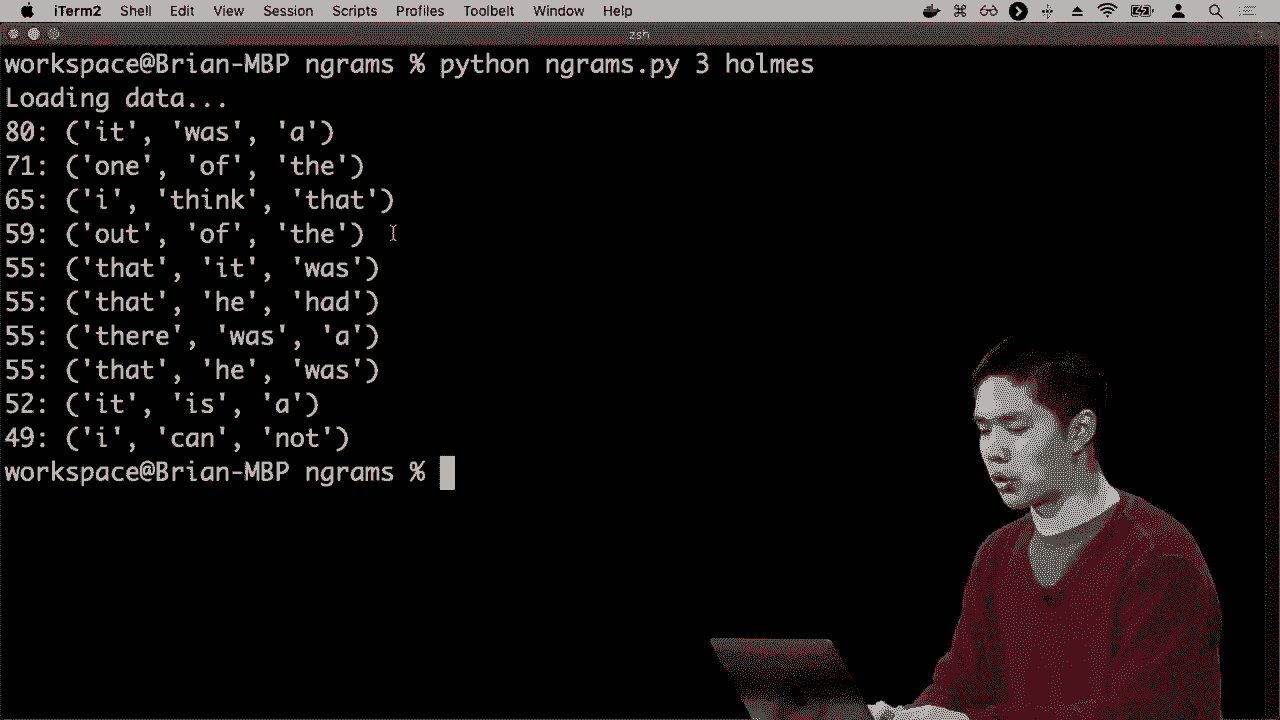 iTerm2 Shell Edit View Session Scripts Profiles Toolbelt Window Help
zsh
workspace@Brian-MBP ngrams % python ngrams.py 3 holmes
Loading data...
80: ('it', 'was', 'a')
71: ('one', 'of', 'the')
65: ('i', 'think', 'that')
59: ('out', 'of', 'the')
55: ('that', 'it', 'was')
55: ('that', 'he', 'had')
55: ('there', 'was', 'a')
55: ('that', 'he', 'was')
52: ('it', 'is', 'a')
49: ('i', 'can', 'not')
workspace@Brian-MBP ngrams %